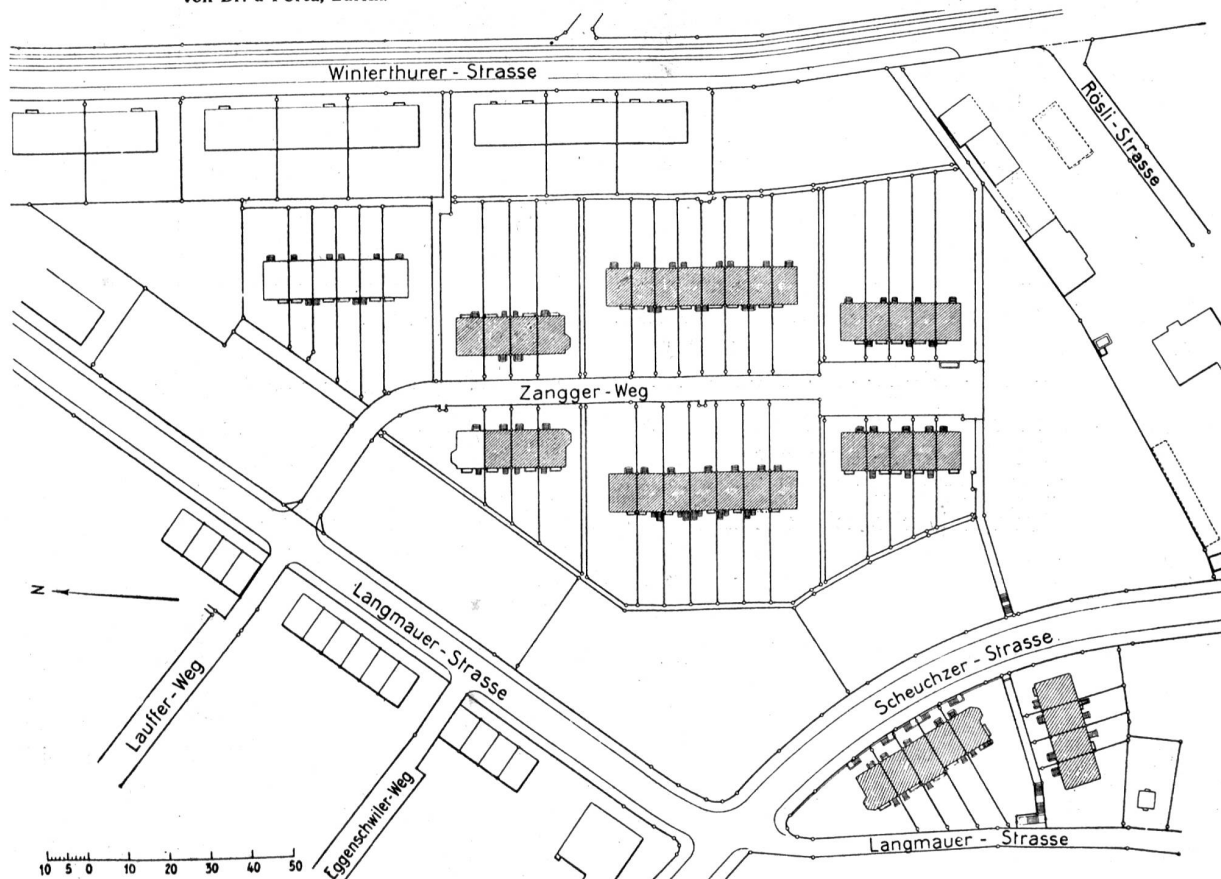 Winterthurer - Strasse
Rösli - Strasse
Zangger - Weg
N
Langmauer - Strasse
Lauffer - Weg
Scheuchzer - Strasse
Eggenschwiler-Weg
Langmauer - Strasse
10 5 0 10 20 30 40 50